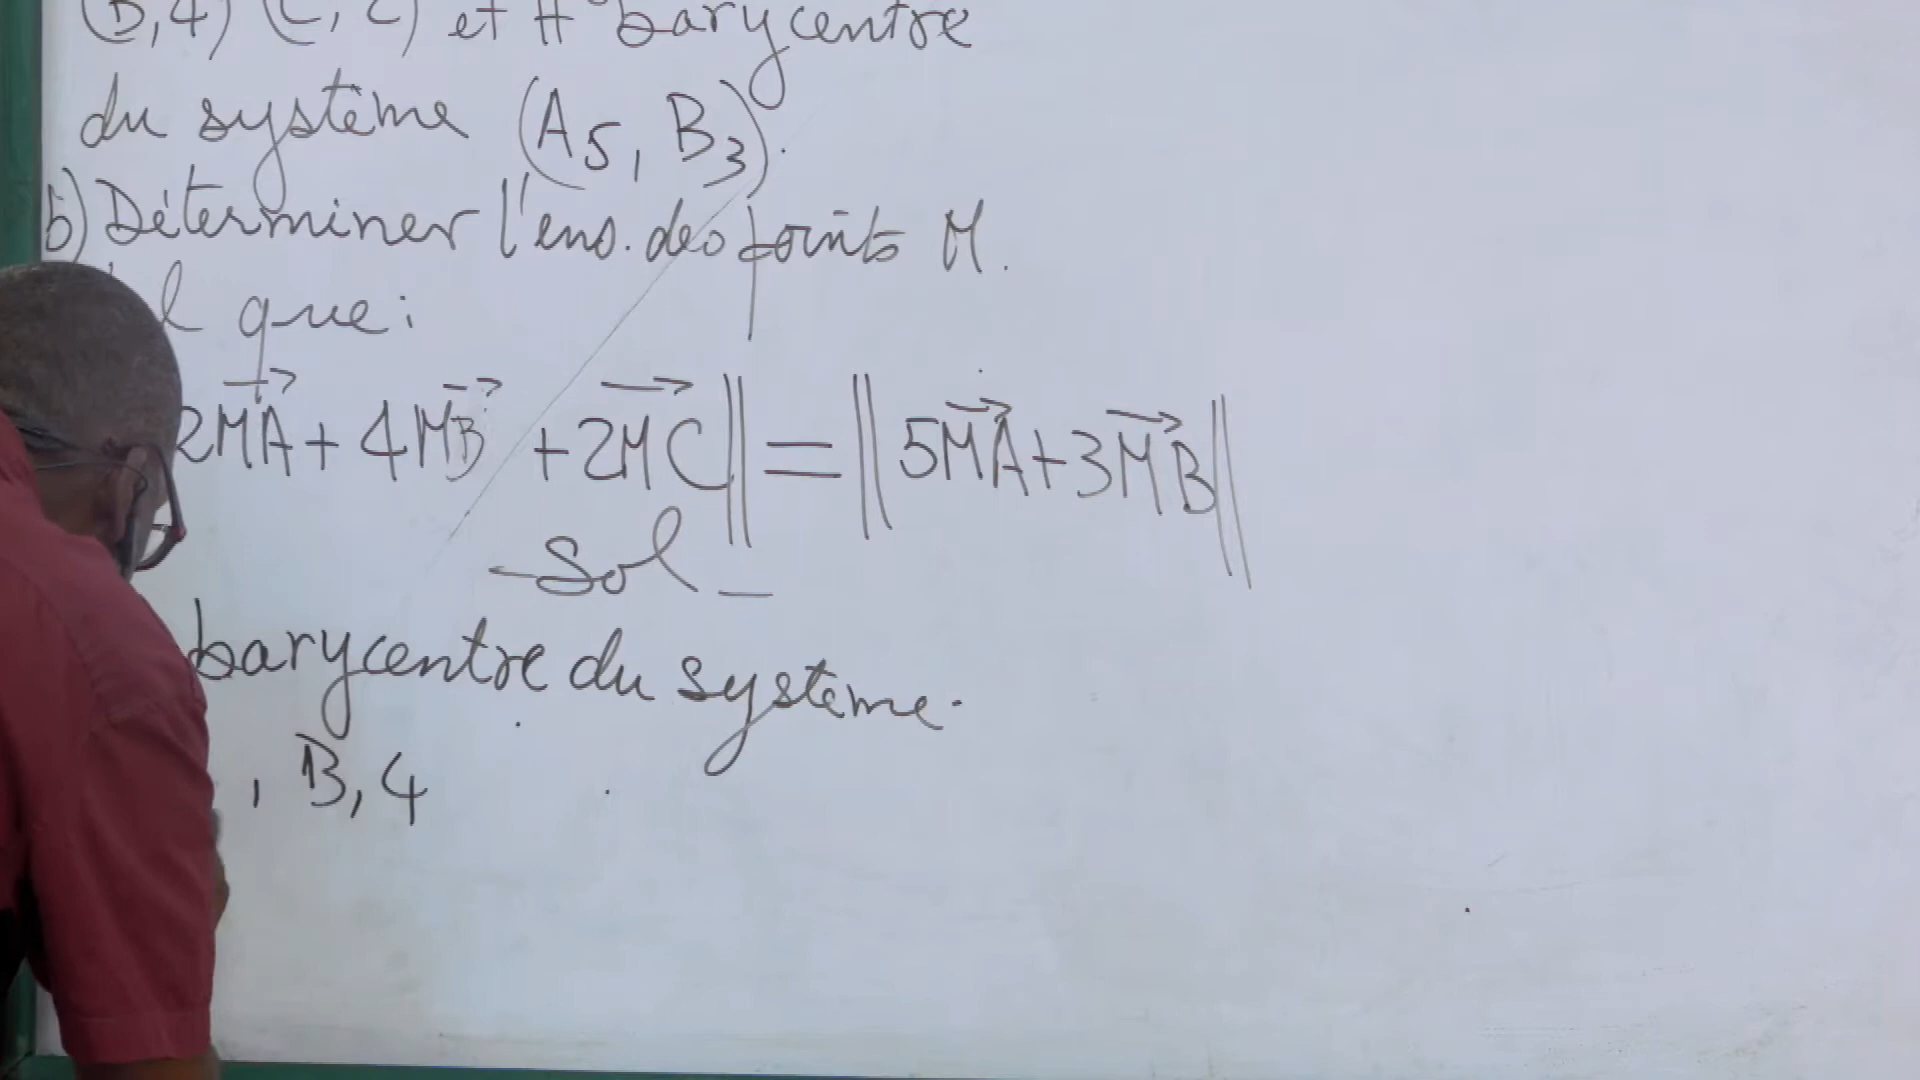 (B,4) (C, 2) et H barycentre
du système (A5, B3).
b) Déterminer l'ens. des points M.
l que:
2MA + 4MB + 2MC|| = || 5MA + 3MB ||
- Sol -
barycentre du système.
, B, 4